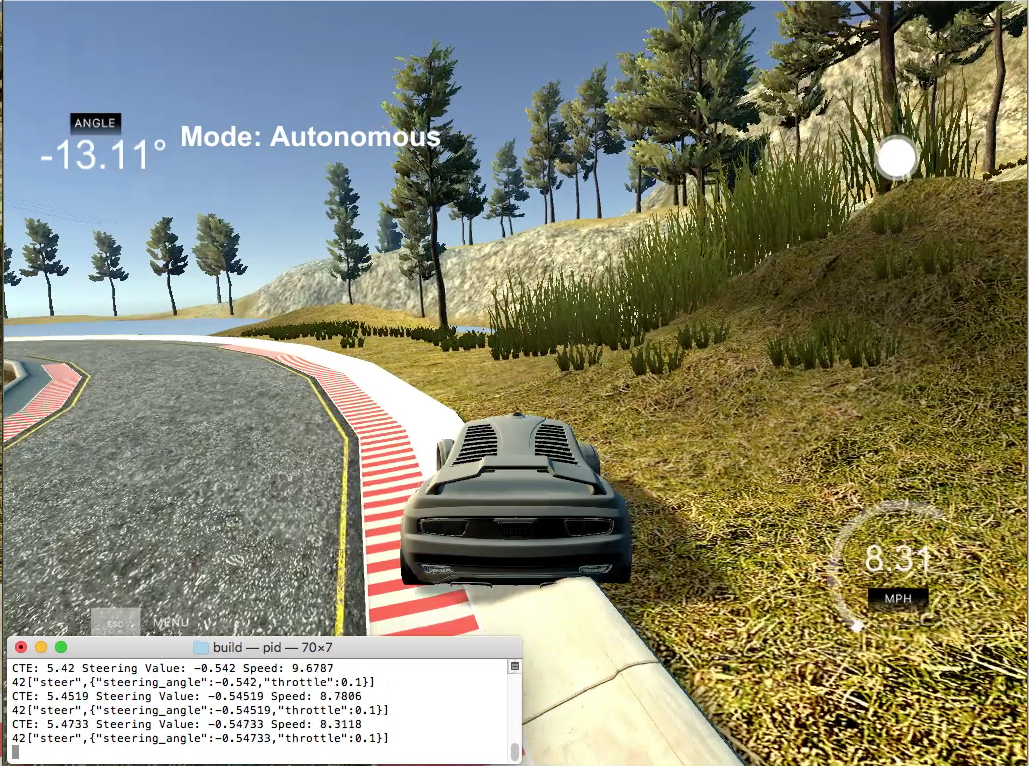 ANGLE
-13.11°
Mode: Autonomous
8.31
MPH
ESC
MENU
build — pid — 70×7
CTE: 5.42 Steering Value: -0.542 Speed: 9.6787
42["steer",{"steering_angle":-0.542,"throttle":0.1}]
CTE: 5.4519 Steering Value: -0.54519 Speed: 8.7806
42["steer",{"steering_angle":-0.54519,"throttle":0.1}]
CTE: 5.4733 Steering Value: -0.54733 Speed: 8.3118
42["steer",{"steering_angle":-0.54733,"throttle":0.1}]